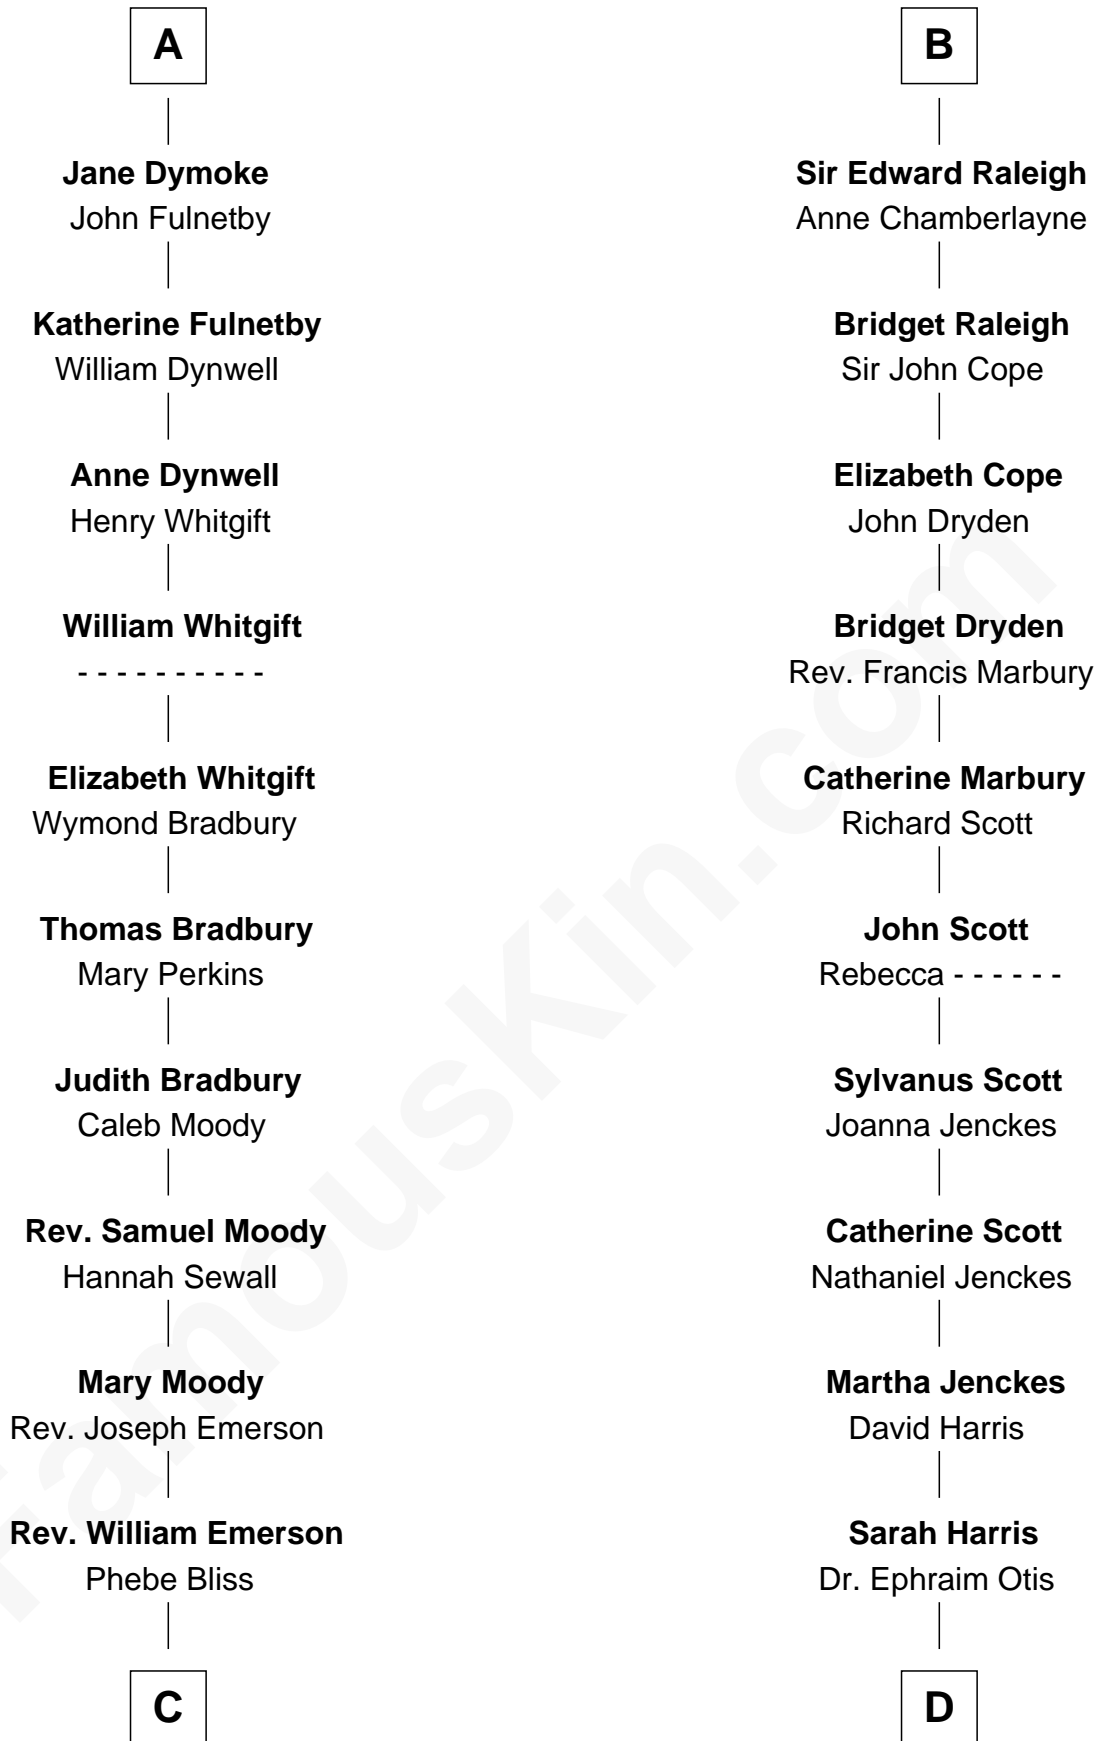 A
Jane Dymoke
John Fulnetby
Katherine Fulnetby
William Dynwell
Anne Dynwell
Henry Whitgift
William Whitgift
- - - - - - - - - -
Elizabeth Whitgift
Wymond Bradbury
Thomas Bradbury
Mary Perkins
Judith Bradbury
Caleb Moody
Rev. Samuel Moody
Hannah Sewall
Mary Moody
Rev. Joseph Emerson
Rev. William Emerson
Phebe Bliss
C
B
Sir Edward Raleigh
Anne Chamberlayne
Bridget Raleigh
Sir John Cope
Elizabeth Cope
John Dryden
Bridget Dryden
Rev. Francis Marbury
Catherine Marbury
Richard Scott
John Scott
Rebecca - - - - - -
Sylvanus Scott
Joanna Jenckes
Catherine Scott
Nathaniel Jenckes
Martha Jenckes
David Harris
Sarah Harris
Dr. Ephraim Otis
D
FamousKin.com